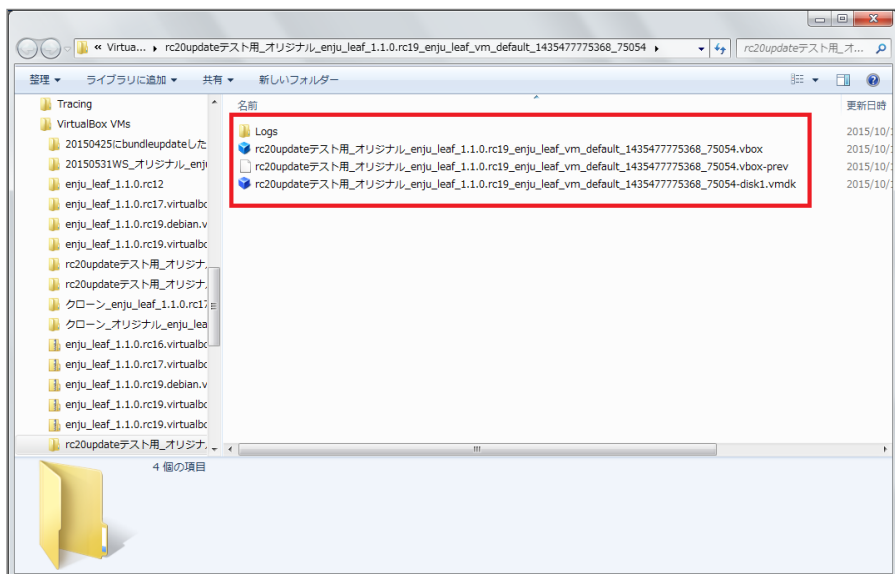 « Virtua... ▸ rc20updateテスト用_オリジナル_enju_leaf_1.1.0.rc19_enju_leaf_vm_default_1435477775368_75054 ▸
rc20updateテスト用_オ...
整理 ライブラリに追加 共有 新しいフォルダー
Tracing
VirtualBox VMs
20150425にbundleupdateした
20150531WS_オリジナル_enju
enju_leaf_1.1.0.rc12
enju_leaf_1.1.0.rc17.virtualbo
enju_leaf_1.1.0.rc19.debian.v
enju_leaf_1.1.0.rc19.virtualbo
rc20updateテスト用_オリジナ
rc20updateテスト用_オリジナ
クローン_enju_leaf_1.1.0.rc17
クローン_オリジナル_enju_lea
enju_leaf_1.1.0.rc16.virtualbo
enju_leaf_1.1.0.rc17.virtualbo
enju_leaf_1.1.0.rc19.debian.v
enju_leaf_1.1.0.rc19.virtualbo
enju_leaf_1.1.0.rc19.virtualbo
rc20updateテスト用_オリジナ
名前 更新日時
Logs 2015/10/
rc20updateテスト用_オリジナル_enju_leaf_1.1.0.rc19_enju_leaf_vm_default_1435477775368_75054.vbox 2015/10/
rc20updateテスト用_オリジナル_enju_leaf_1.1.0.rc19_enju_leaf_vm_default_1435477775368_75054.vbox-prev 2015/10/
rc20updateテスト用_オリジナル_enju_leaf_1.1.0.rc19_enju_leaf_vm_default_1435477775368_75054-disk1.vmdk 2015/10/
4 個の項目